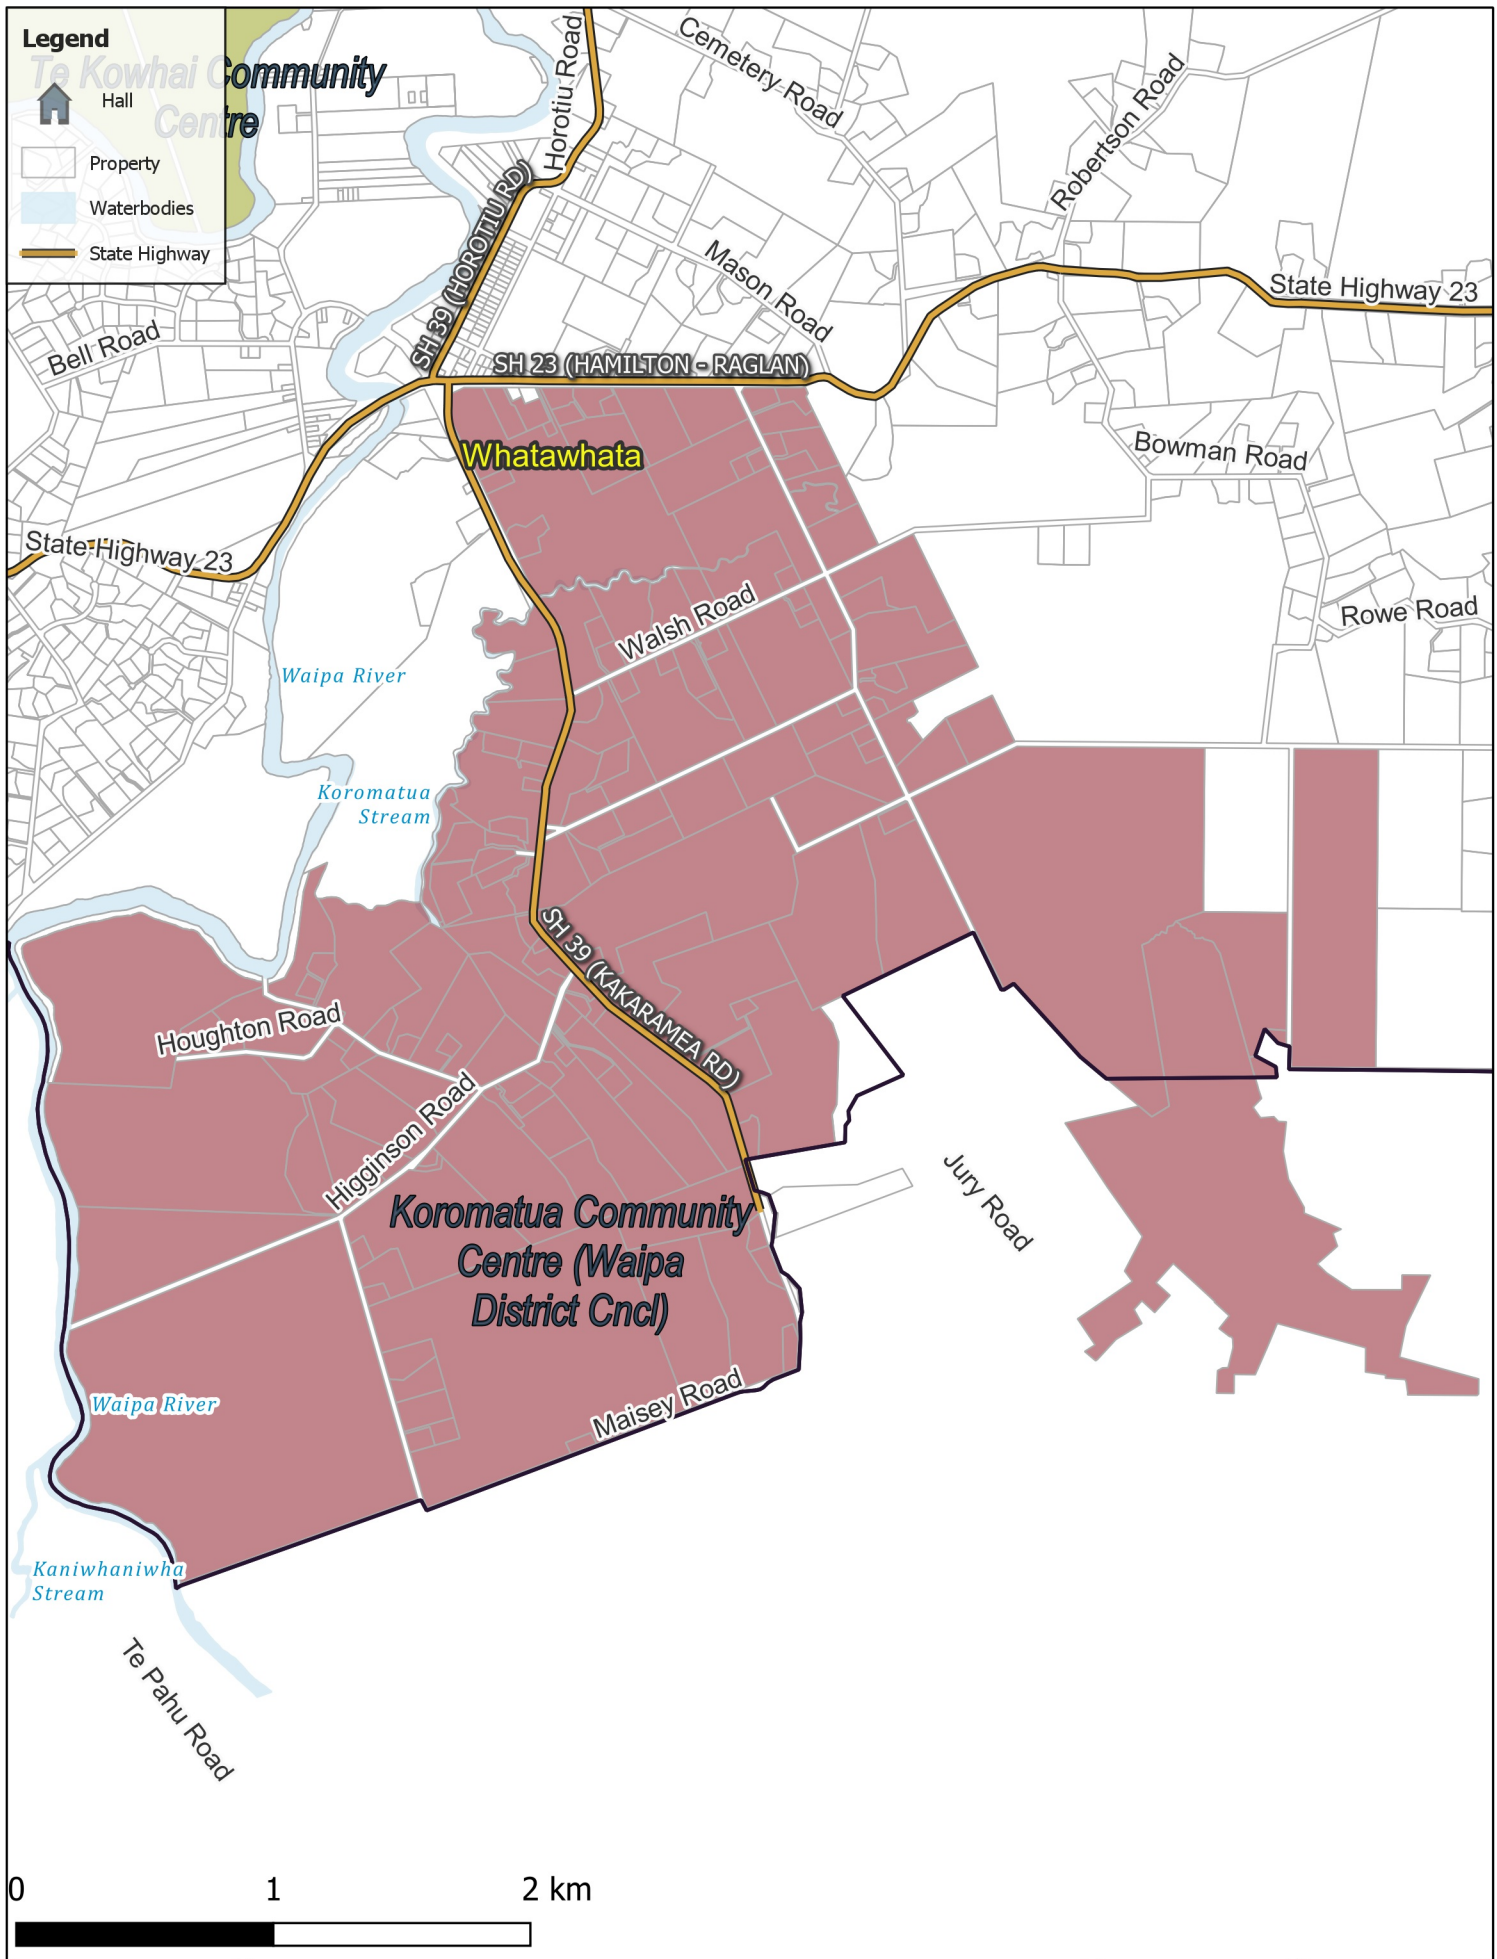 Legend
Te Kowhai Community
Centre
Hall
Property
Waterbodies
State Highway
Horotiu Road
Cemetery Road
Robertson Road
SH 39 (HOROTIU RD)
Mason Road
State Highway 23
Bell Road
SH 23 (HAMILTON - RAGLAN)
Whatawhata
Bowman Road
State Highway 23
Rowe Road
Walsh Road
Waipa River
Koromatua
Stream
SH 39 (KAKARAMEA RD)
Houghton Road
Higginson Road
Jury Road
Koromatua Community
Centre (Waipa
District Cncl)
Maisey Road
Waipa River
Kaniwhaniwha
Stream
Te Pahu Road
0 1 2 km